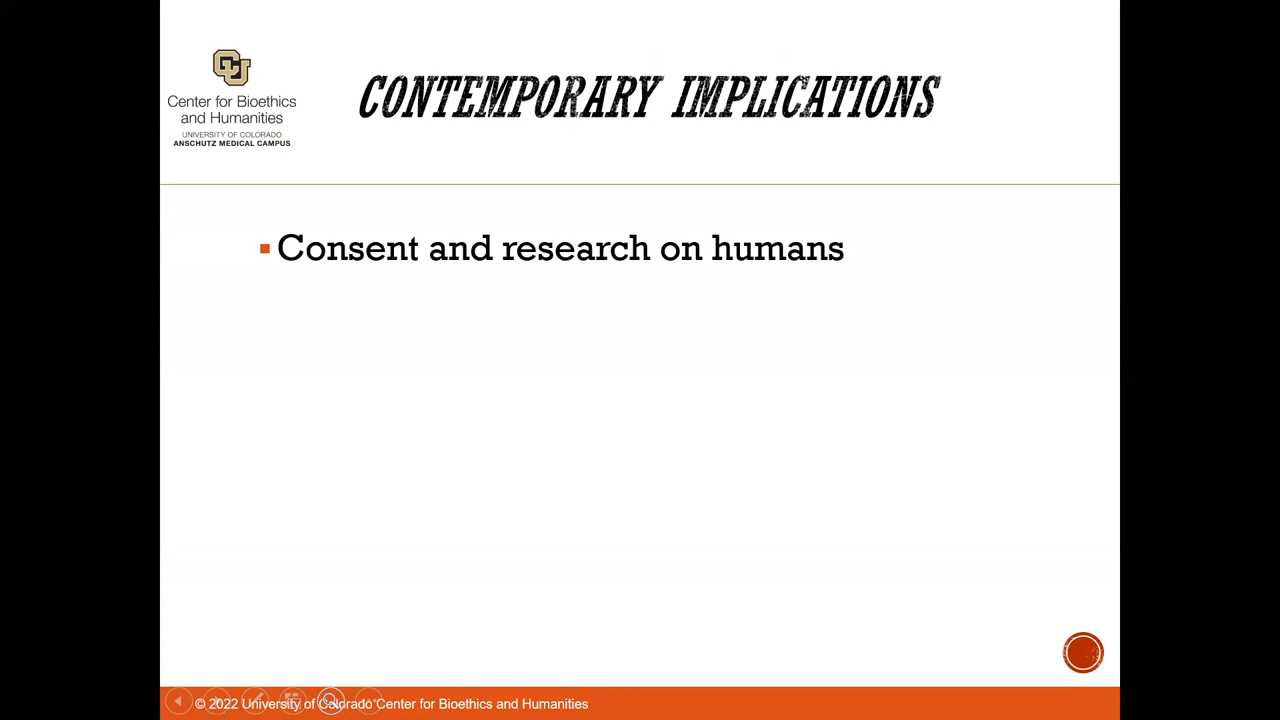 CU
Center for Bioethics
and Humanities
UNIVERSITY OF COLORADO
ANSCHUTZ MEDICAL CAMPUS
CONTEMPORARY IMPLICATIONS
Consent and research on humans
© 2022 University of Colorado Center for Bioethics and Humanities